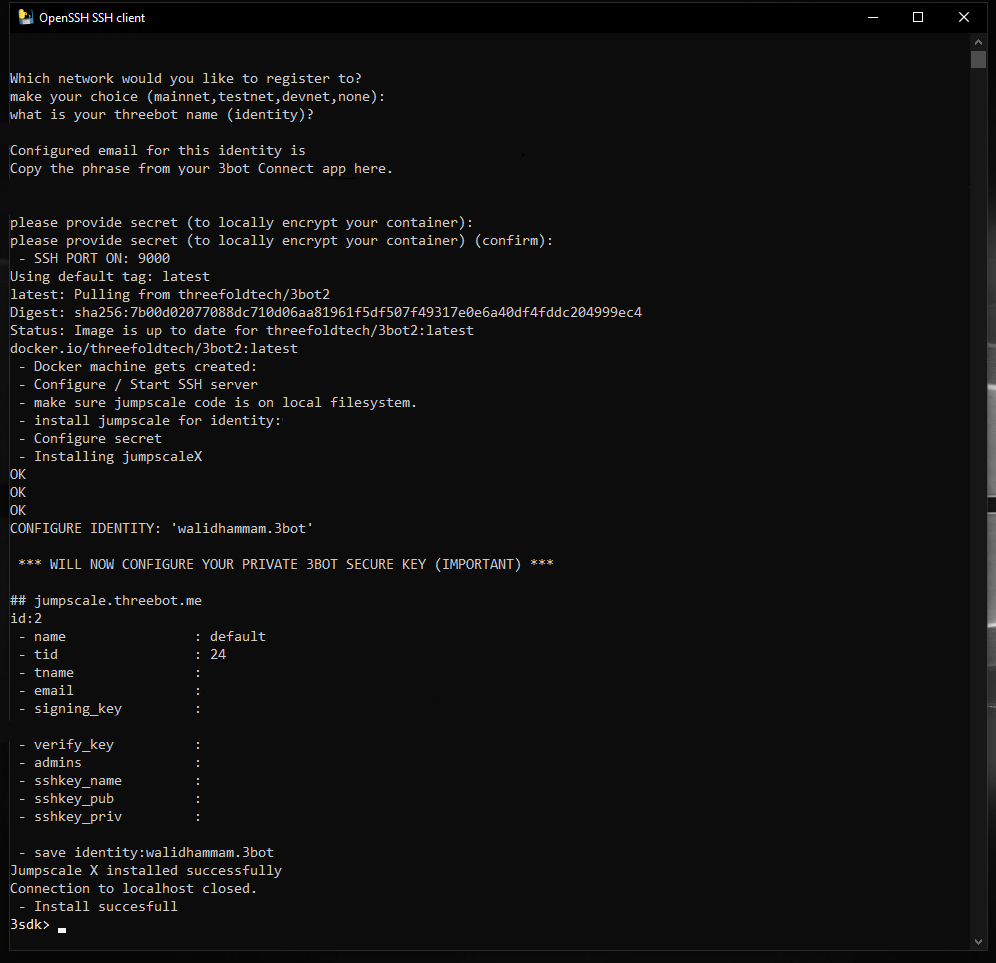 OpenSSH SSH client
Which network would you like to register to?
make your choice (mainnet,testnet,devnet,none):
what is your threebot name (identity)?
Configured email for this identity is
Copy the phrase from your 3bot Connect app here.
please provide secret (to locally encrypt your container):
please provide secret (to locally encrypt your container) (confirm):
 - SSH PORT ON: 9000
Using default tag: latest
latest: Pulling from threefoldtech/3bot2
Digest: sha256:7b00d02077088dc710d06aa81961f5df507f49317e0e6a40df4fddc204999ec4
Status: Image is up to date for threefoldtech/3bot2:latest
docker.io/threefoldtech/3bot2:latest
 - Docker machine gets created:
 - Configure / Start SSH server
 - make sure jumpscale code is on local filesystem.
 - install jumpscale for identity:
 - Configure secret
 - Installing jumpscaleX
OK
OK
OK
CONFIGURE IDENTITY: 'walidhammam.3bot'
 *** WILL NOW CONFIGURE YOUR PRIVATE 3BOT SECURE KEY (IMPORTANT) ***
## jumpscale.threebot.me
id:2
 - name                : default
 - tid                 : 24
 - tname               :
 - email               :
 - signing_key         :
 - verify_key          :
 - admins              :
 - sshkey_name         :
 - sshkey_pub          :
 - sshkey_priv         :
 - save identity:walidhammam.3bot
Jumpscale X installed successfully
Connection to localhost closed.
 - Install succesfull
3sdk>